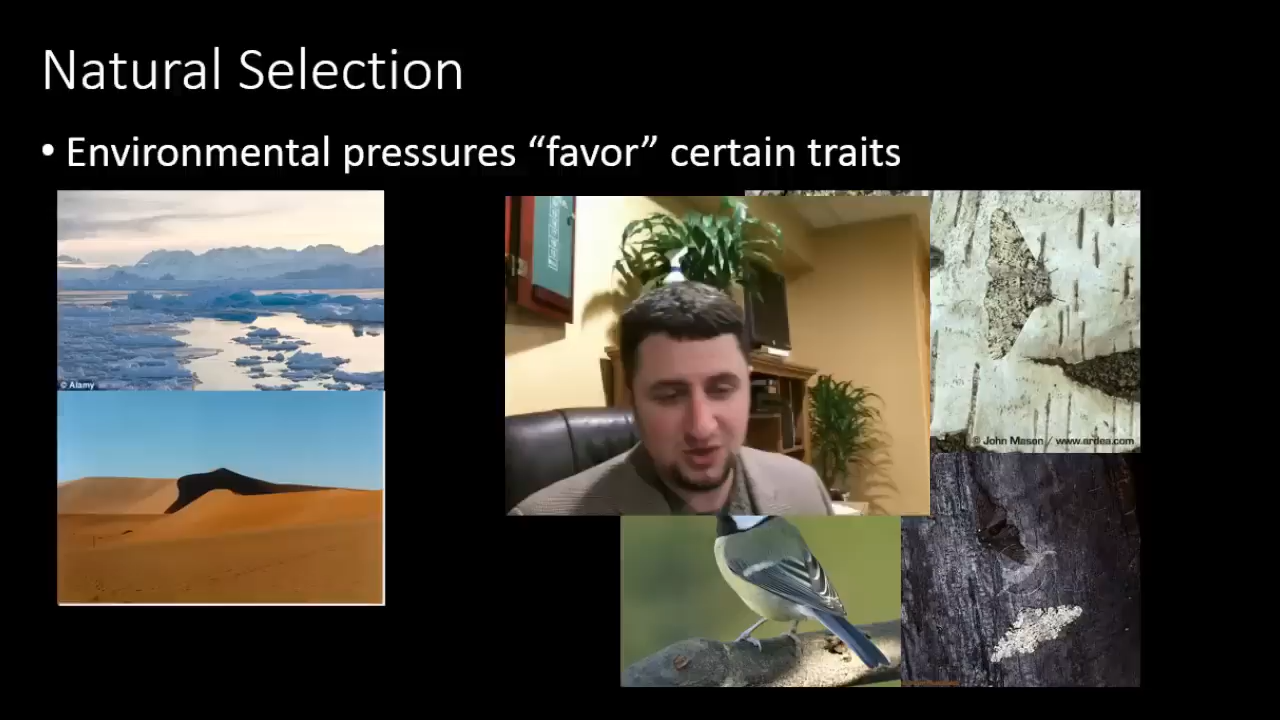 Natural Selection
• Environmental pressures “favor” certain traits
© Alamy
© John Mason / www.ardea.com